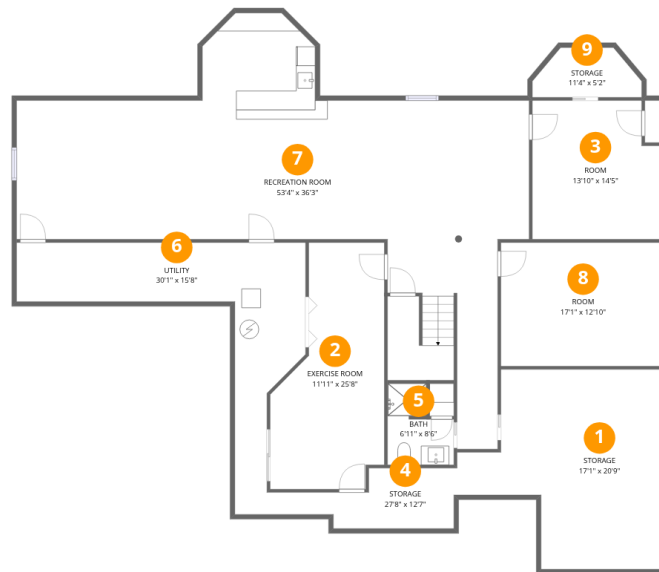 9
STORAGE
11'4" x 5'2"
3
ROOM
13'10" x 14'5"
7
RECREATION ROOM
53'4" x 36'3"
6
UTILITY
30'1" x 15'8"
8
ROOM
17'1" x 12'10"
2
EXERCISE ROOM
11'11" x 25'8"
5
BATH
6'11" x 8'6"
1
STORAGE
17'1" x 20'9"
4
STORAGE
27'8" x 12'7"